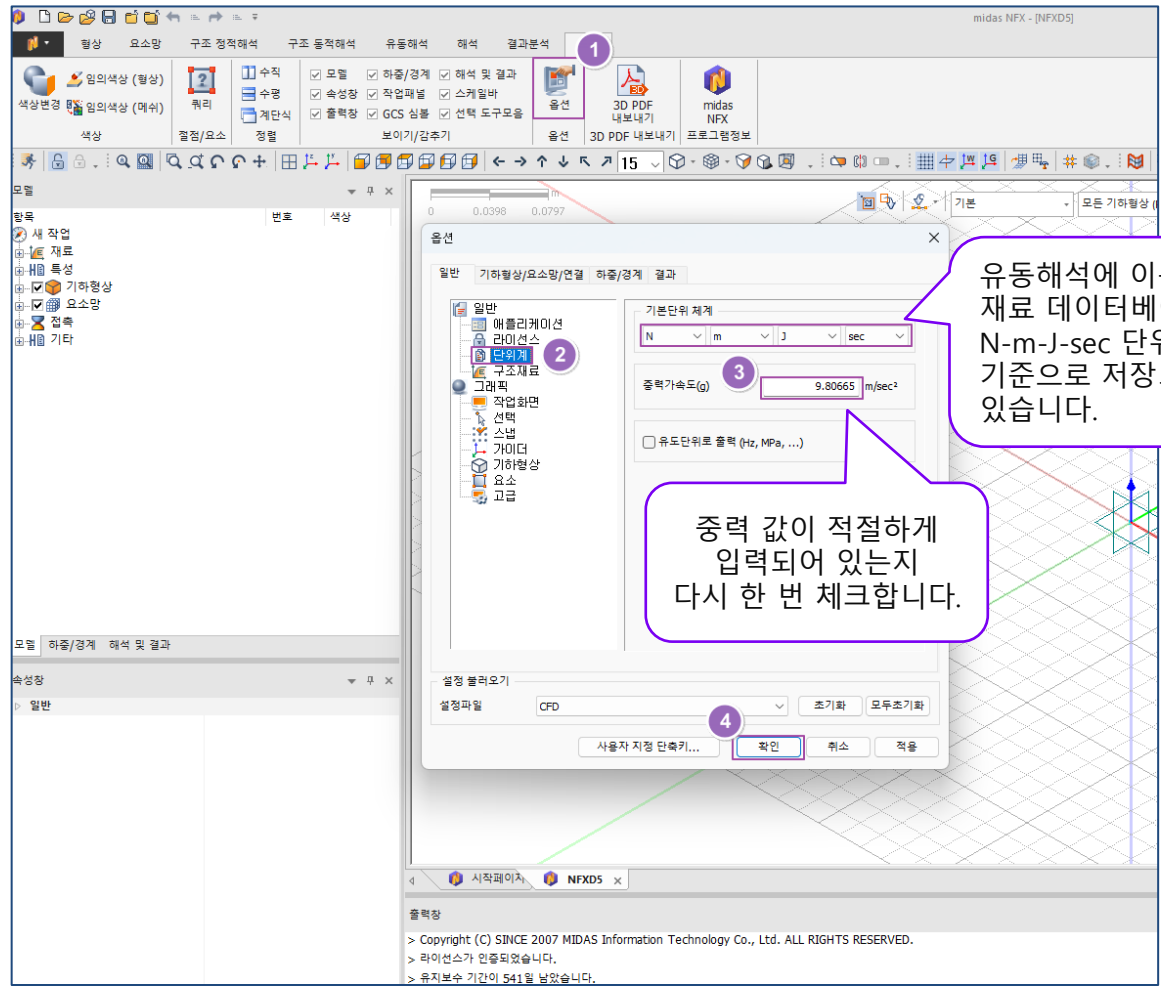 midas NFX - [NFXD5]
형상 요소망 구조 정적해석 구조 동적해석 유동해석 해석 결과분석
1
색상변경
임의색상 (형상)
임의색상 (메쉬)
색상
쿼리
절점/요소
수직
수평
계단식
정렬
모델 하중/경계 해석 및 결과
속성창 작업패널 스케일바
출력창 GCS 심볼 선택 도구모음
보이기/감추기
옵션
옵션
3D PDF
내보내기
3D PDF 내보내기
midas
NFX
프로그램정보
15
모델
항목 번호 색상
새 작업
재료
특성
기하형상
요소망
접촉
기타
모델 하중/경계 해석 및 결과
속성창
일반
m
0 0.0398 0.0797
기본
모든 기하형상
옵션
일반 기하형상/요소망/연결 하중/경계 결과
일반
애플리케이션
라이선스
단위계
2
구조재료
그래픽
작업화면
선택
스냅
가이더
기하형상
요소
고급
기본단위 체계
N m J sec
3
중력가속도(g) 9.80665 m/sec²
유도단위로 출력 (Hz, MPa, ...)
재료 데이터베
N-m-J-sec
기준으로 저장
있습니다.
유동해석에
중력 값이 적절하게
입력되어 있는지
다시 한 번 체크합니다.
설정 불러오기
설정파일 CFD 초기화 모두초기화
4
사용자 지정 단축키... 확인 취소 적용
시작페이지 NFXD5
출력창
> Copyright (C) SINCE 2007 MIDAS Information Technology Co., Ltd. ALL RIGHTS RESERVED.
> 라이선스가 인증되었습니다.
> 유지보수 기간이 541일 남았습니다.